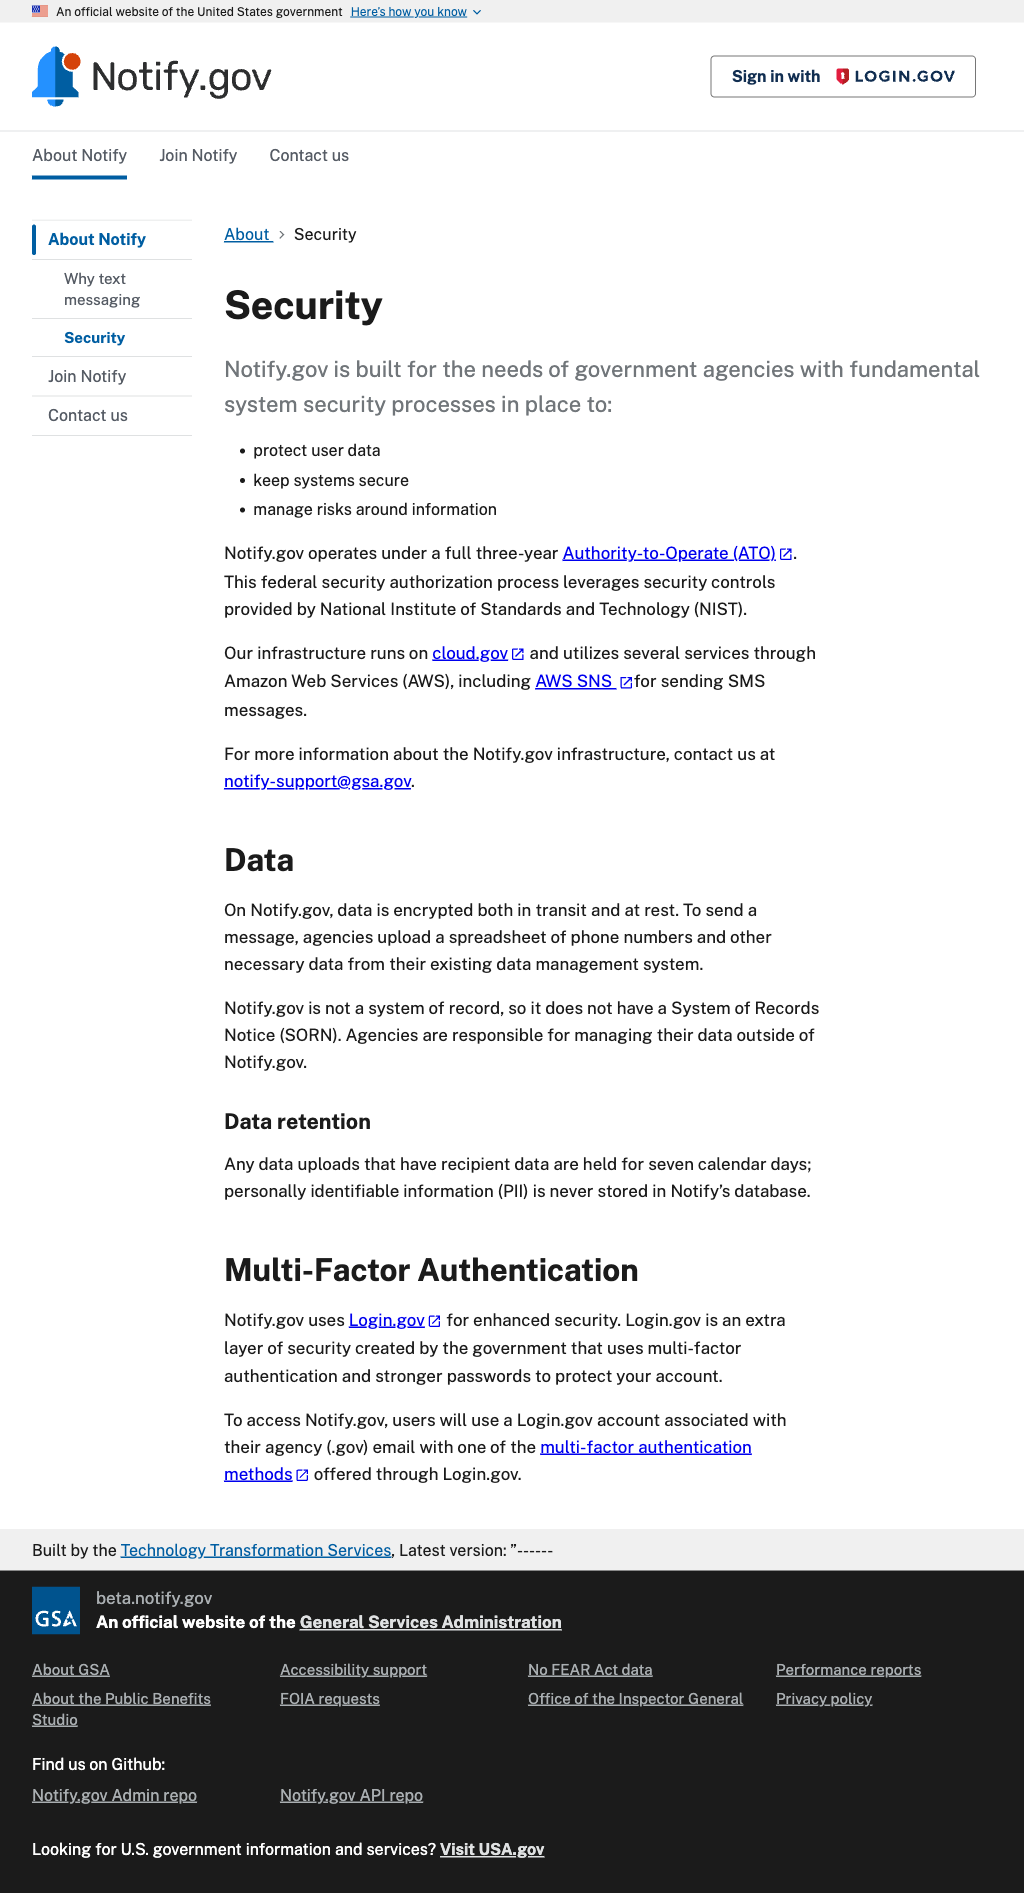 An official website of the United States government Here's how you know
Notify.gov
Sign in with LOGIN.GOV
About Notify Join Notify Contact us
About Notify
Why text
messaging
Security
Join Notify
Contact us
About Security
Security
Notify.gov is built for the needs of government agencies with fundamental
system security processes in place to:
• protect user data
• keep systems secure
• manage risks around information
Notify.gov operates under a full three-year Authority-to-Operate (ATO).
This federal security authorization process leverages security controls
provided by National Institute of Standards and Technology (NIST).
Our infrastructure runs on cloud.gov and utilizes several services through
Amazon Web Services (AWS), including AWS SNS for sending SMS
messages.
For more information about the Notify.gov infrastructure, contact us at
notify-support@gsa.gov.
Data
On Notify.gov, data is encrypted both in transit and at rest. To send a
message, agencies upload a spreadsheet of phone numbers and other
necessary data from their existing data management system.
Notify.gov is not a system of record, so it does not have a System of Records
Notice (SORN). Agencies are responsible for managing their data outside of
Notify.gov.
Data retention
Any data uploads that have recipient data are held for seven calendar days;
personally identifiable information (PII) is never stored in Notify’s database.
Multi-Factor Authentication
Notify.gov uses Login.gov for enhanced security. Login.gov is an extra
layer of security created by the government that uses multi-factor
authentication and stronger passwords to protect your account.
To access Notify.gov, users will use a Login.gov account associated with
their agency (.gov) email with one of the multi-factor authentication
methods offered through Login.gov.
Built by the Technology Transformation Services, Latest version: ”------
GSA
beta.notify.gov
An official website of the General Services Administration
About GSA Accessibility support No FEAR Act data Performance reports
About the Public Benefits FOIA requests Office of the Inspector General Privacy policy
Studio
Find us on Github:
Notify.gov Admin repo Notify.gov API repo
Looking for U.S. government information and services? Visit USA.gov